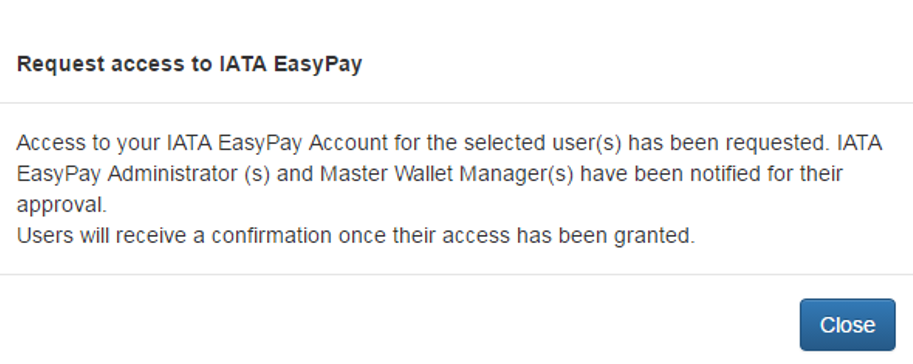 Request access to IATA EasyPay
Access to your IATA EasyPay Account for the selected user(s) has been requested. IATA
EasyPay Administrator (s) and Master Wallet Manager(s) have been notified for their
approval.
Users will receive a confirmation once their access has been granted.
Close